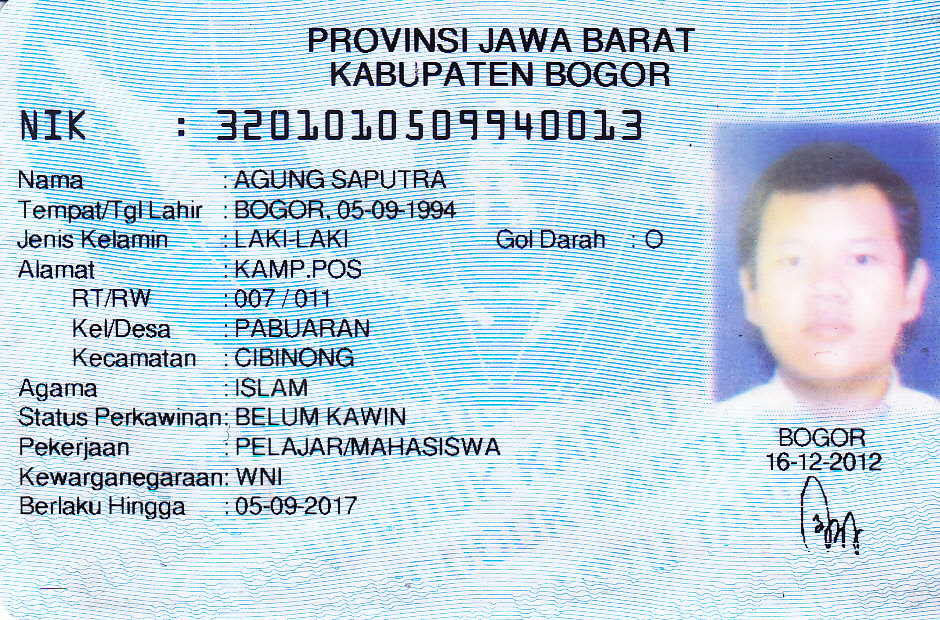 PROVINSI JAWA BARAT
KABUPATEN BOGOR
NIK : 3201010509940013
Nama : AGUNG SAPUTRA
Tempat/Tgl Lahir : BOGOR, 05-09-1994
Jenis Kelamin : LAKI-LAKI Gol Darah : O
Alamat : KAMP.POS
RT/RW : 007 / 011
Kel/Desa : PABUARAN
Kecamatan : CIBINONG
Agama : ISLAM
Status Perkawinan: BELUM KAWIN
Pekerjaan : PELAJAR/MAHASISWA
Kewarganegaraan: WNI
Berlaku Hingga : 05-09-2017
BOGOR
16-12-2012